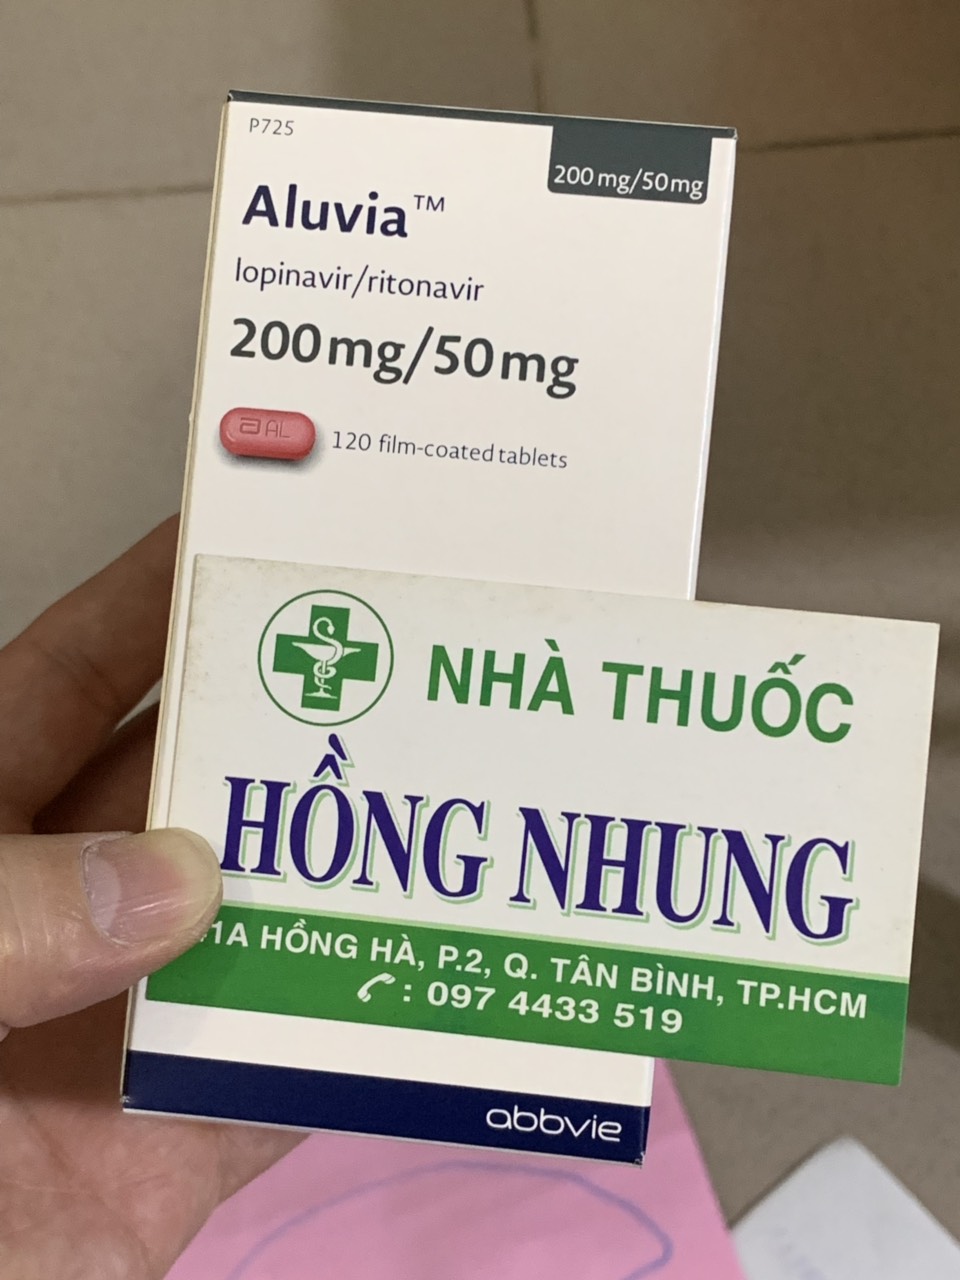 P725
200 mg/50 mg
Aluvia™
lopinavir/ritonavir
200 mg/50 mg
a AL
120 film-coated tablets
NHÀ THUỐC
HỒNG NHUNG
1A HỒNG HÀ, P.2, Q. TÂN BÌNH, TP.HCM
: 097 4433 519
abbvie